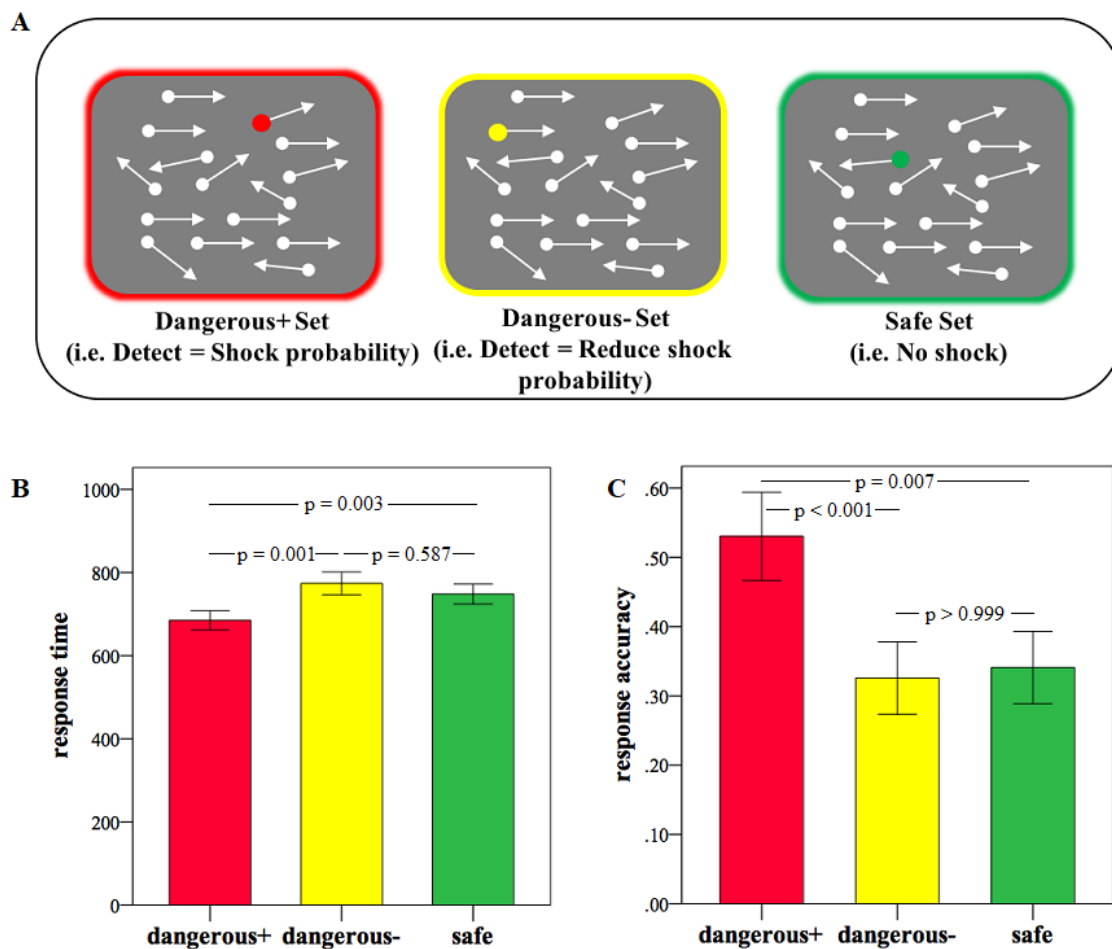 A
Dangerous+ Set
(i.e. Detect = Shock probability)
Dangerous- Set
(i.e. Detect = Reduce shock
probability)
Safe Set
(i.e. No shock)
B
response time
1000
800
600
400
200
0
p = 0.003
p = 0.001
p = 0.587
dangerous+
dangerous-
safe
C
response accuracy
.60
.50
.40
.30
.20
.10
.00
p = 0.007
p < 0.001
p > 0.999
dangerous+
dangerous-
safe